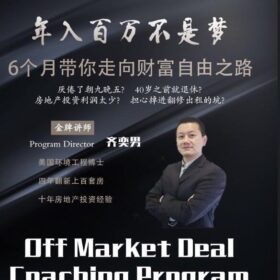 年入百万不是梦
6个月带你走向财富自由之路
厌倦了朝九晚五？ 40岁之前就退休？
房地产投资利润太少？ 担心掉进翻修出租的坑？
金牌讲师
Program Director 齐奕男
美国环境工程博士
四年翻新上百套房
十年房地产投资经验
Off Market Deal
Coaching Program